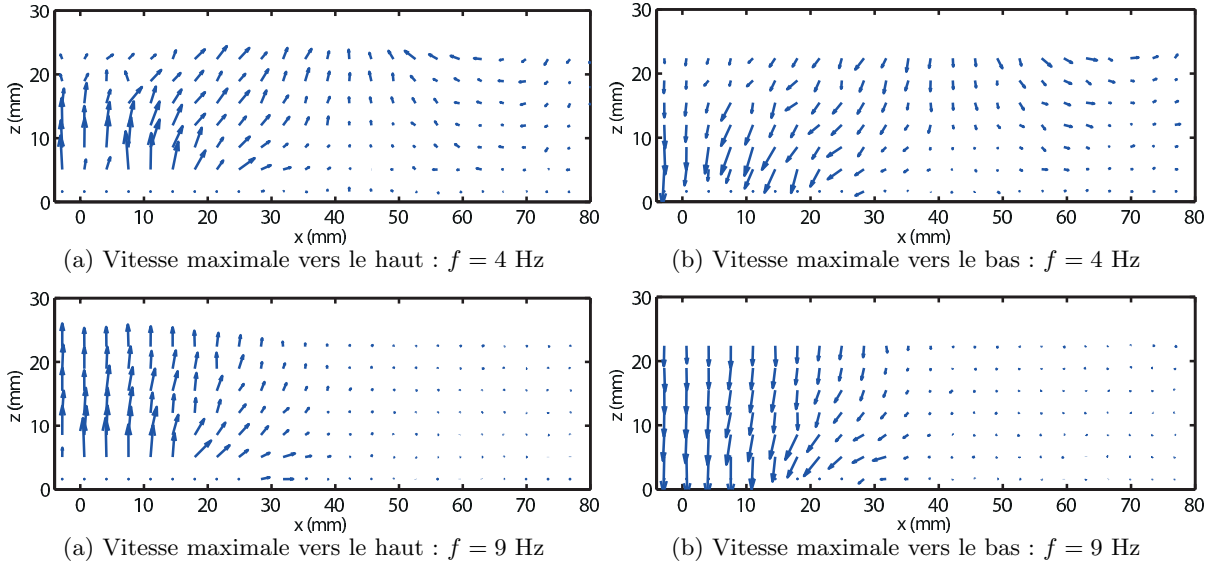 30
20
10
0
z (mm)
0 10 20 30 40 50 60 70 80
x (mm)
(a) Vitesse maximale vers le haut : f = 4 Hz
30
20
10
0
z (mm)
0 10 20 30 40 50 60 70 80
x (mm)
(b) Vitesse maximale vers le bas : f = 4 Hz
30
20
10
0
z (mm)
0 10 20 30 40 50 60 70 80
x (mm)
(a) Vitesse maximale vers le haut : f = 9 Hz
30
20
10
0
z (mm)
0 10 20 30 40 50 60 70 80
x (mm)
(b) Vitesse maximale vers le bas : f = 9 Hz